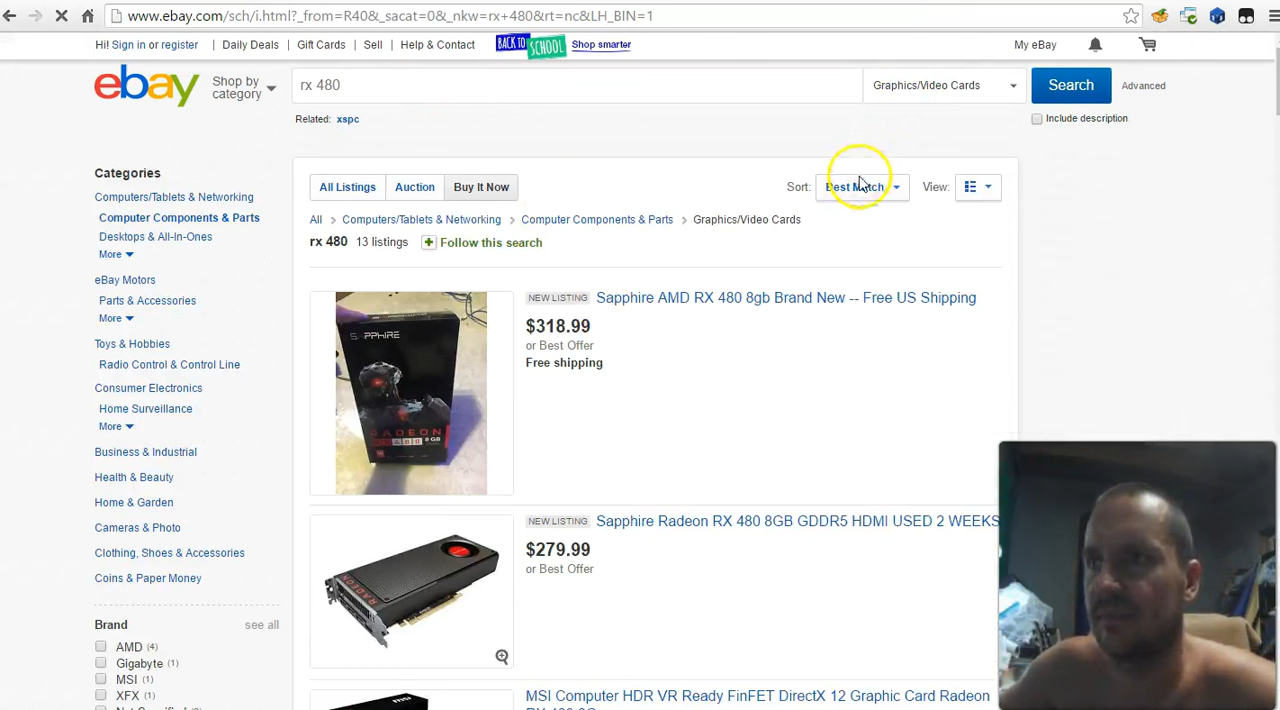 www.ebay.com/sch/i.html?_from=R40&_sacat=0&_nkw=rx+480&rt=nc&LH_BIN=1
Hi! Sign in or register
Daily Deals
Gift Cards
Sell
Help & Contact
BACK TO SCHOOL
Shop smarter
My eBay
ebay
Shop by category
rx 480
Graphics/Video Cards
Search
Advanced
Related: xspc
Include description
Categories
Computers/Tablets & Networking
Computer Components & Parts
Desktops & All-In-Ones
More
eBay Motors
Parts & Accessories
More
Toys & Hobbies
Radio Control & Control Line
Consumer Electronics
Home Surveillance
More
Business & Industrial
Health & Beauty
Home & Garden
Cameras & Photo
Clothing, Shoes & Accessories
Coins & Paper Money
Brand
see all
AMD (4)
Gigabyte (1)
MSI (1)
XFX (1)
All Listings
Auction
Buy It Now
Sort:
Best Match
View:
All
Computers/Tablets & Networking
Computer Components & Parts
Graphics/Video Cards
rx 480 13 listings
+ Follow this search
SAPPHIRE
RADEON
8 GB
NEW LISTING Sapphire AMD RX 480 8gb Brand New -- Free US Shipping
$318.99
or Best Offer
Free shipping
RADEON
NEW LISTING Sapphire Radeon RX 480 8GB GDDR5 HDMI USED 2 WEEKS
$279.99
or Best Offer
MSI Computer HDR VR Ready FinFET DirectX 12 Graphic Card Radeon